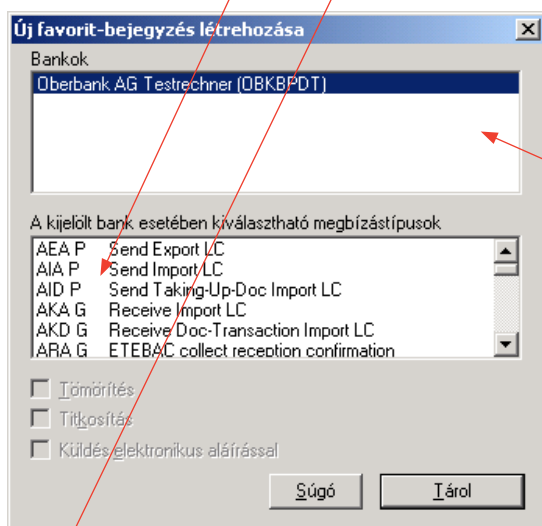 Új favorit-bejegyzés létrehozása
Bankok
Oberbank AG Testrechner (OBKBPDT)
A kijelölt bank esetében kiválasztható megbízástípusok
AEA P Send Export LC
AIA P Send Import LC
AID P Send Taking-Up-Doc Import LC
AKA G Receive Import LC
AKD G Receive Doc-Transaction Import LC
ARA G ETEBAC collect reception confirmation
Tömörítés
Titkosítás
Küldés elektronikus aláírással
Súgó Tárol